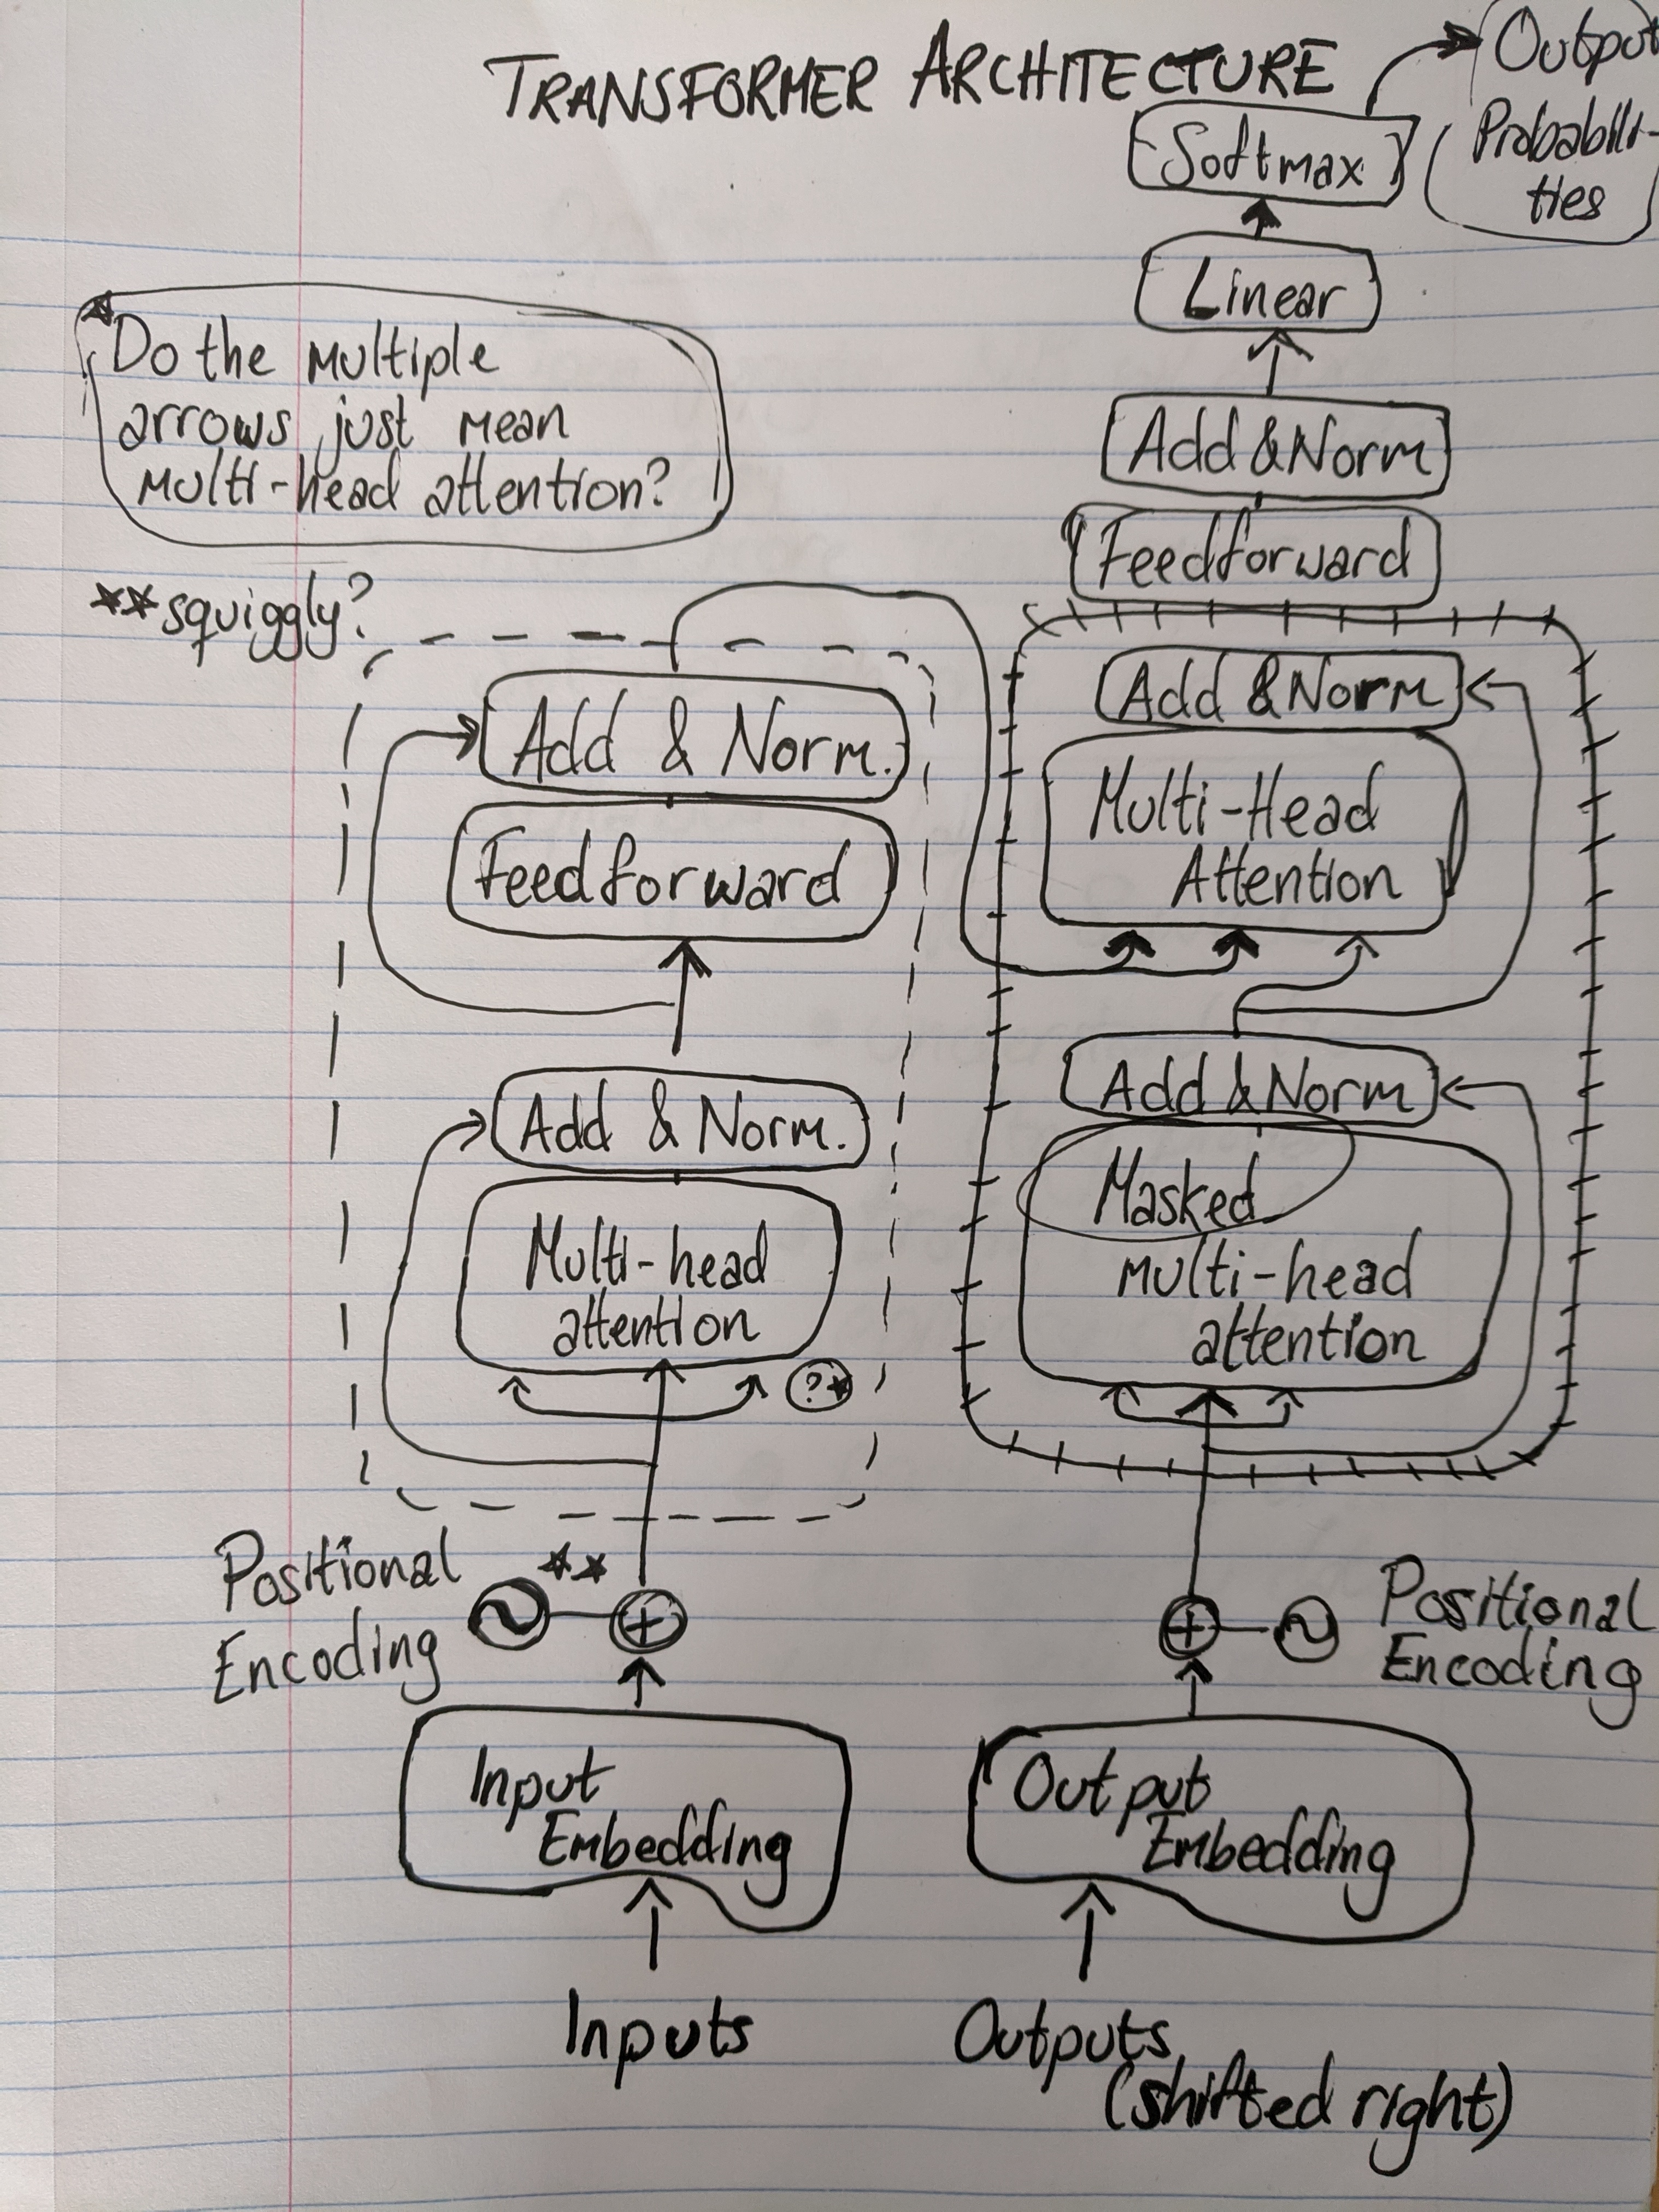 TRANSFORMER ARCHITECTURE
Output
Probabili-
ties
Softmax
Linear
Add & Norm
Feedforward
*Do the multiple
arrows just mean
multi-head attention?
**squiggly?
Add & Norm.
Feedforward
Add & Norm.
Multi-head
attention
?*
Add & Norm
Multi-Head
Attention
Add & Norm
Masked
multi-head
attention
Positional
Encoding
**
~
+
Input
Embedding
Inputs
+
~
Positional
Encoding
Output
Embedding
Outputs
(shifted right)